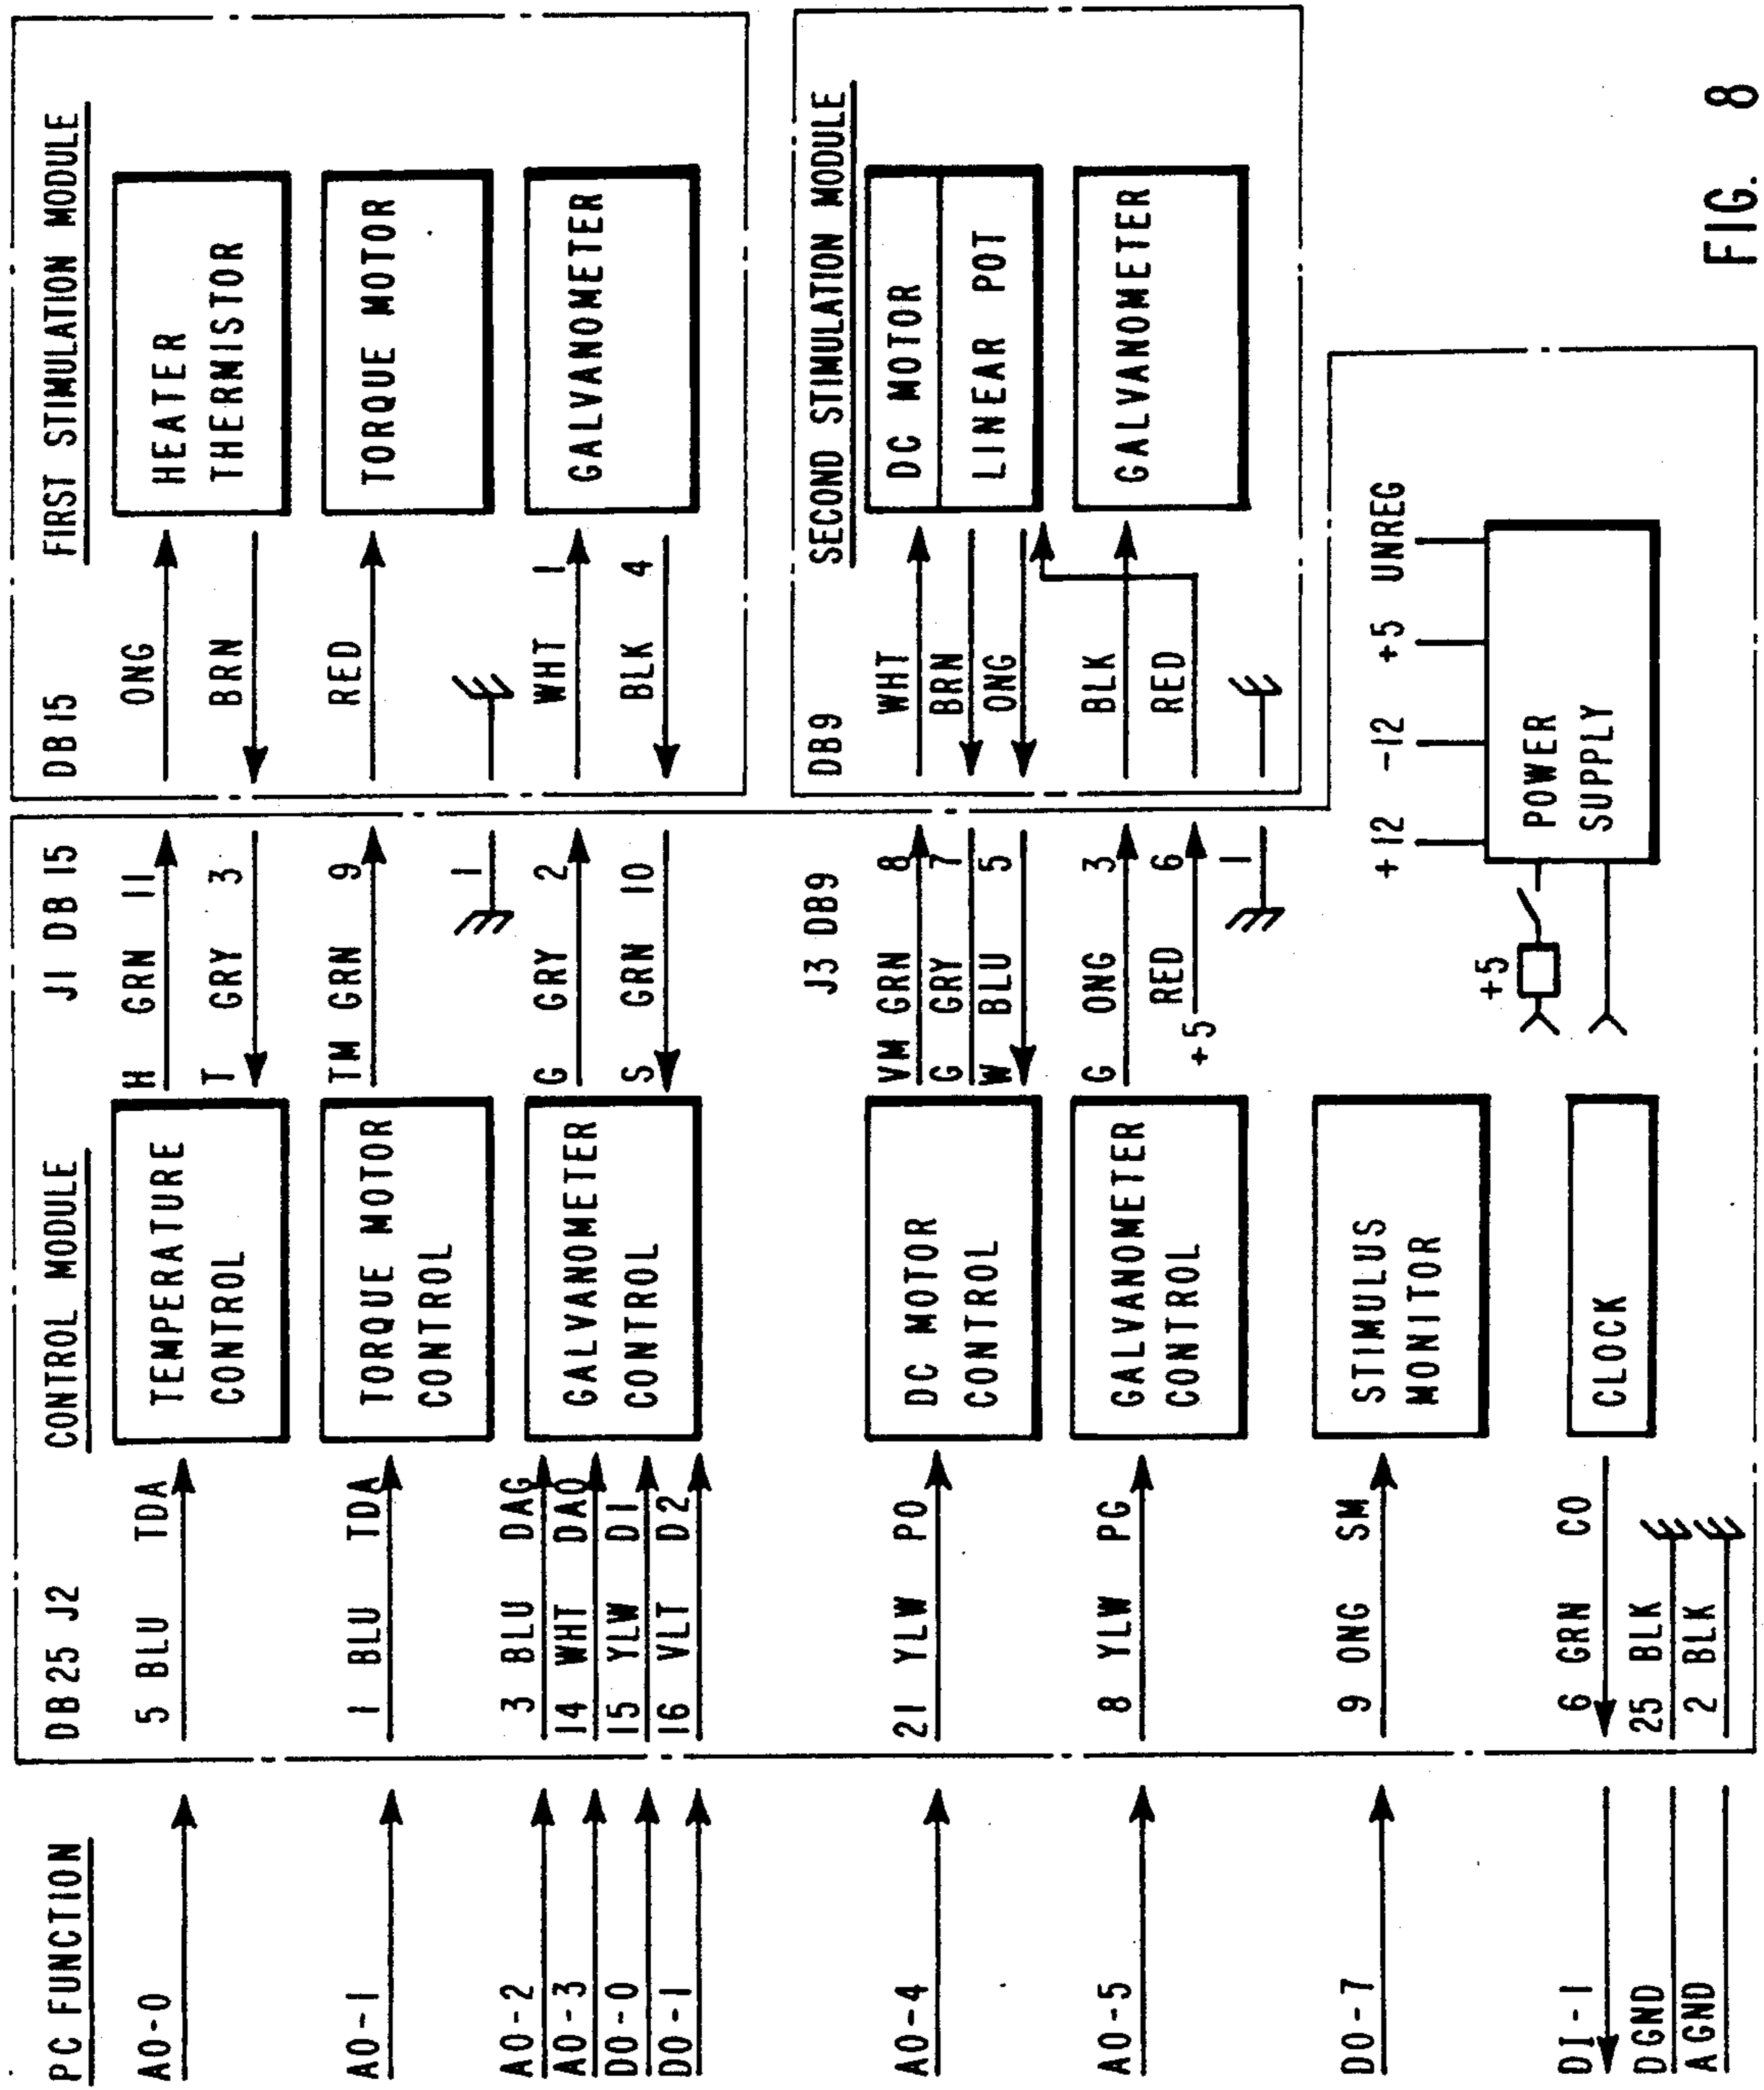 PC FUNCTION
AO-0
AO-1
AO-2
AO-3
DO-0
DO-1
AO-4
AO-5
DO-7
DI-1
DGND
AGND
CONTROL MODULE
DB25 J2
5 BLU TDA
1 BLU TDA
3 BLU DAG
14 WHT DAO
15 YLW D1
16 VLT D2
21 YLW PO
8 YLW PG
9 ONG SM
6 GRN CO
25 BLK
2 BLK
TEMPERATURE
CONTROL
TORQUE MOTOR
CONTROL
GALVANOMETER
CONTROL
DC MOTOR
CONTROL
GALVANOMETER
CONTROL
STIMULUS
MONITOR
CLOCK
J1 DB 15
H GRN 11
T GRY 3
TM GRN 9
1
G GRY 2
S GRN 10
J3 DB9
VM GRN 8
G GRY 7
W BLU 5
G ONG 3
RED 6
+5
1
+5
POWER
SUPPLY
+12
-12
+5
UNREG
FIRST STIMULATION MODULE
DB 15
ONG
BRN
RED
WHT 1
BLK 4
HEATER
THERMISTOR
TORQUE MOTOR
GALVANOMETER
SECOND STIMULATION MODULE
DB9
WHT
BRN
ONG
BLK
RED
DC MOTOR
LINEAR POT
GALVANOMETER
FIG. 8